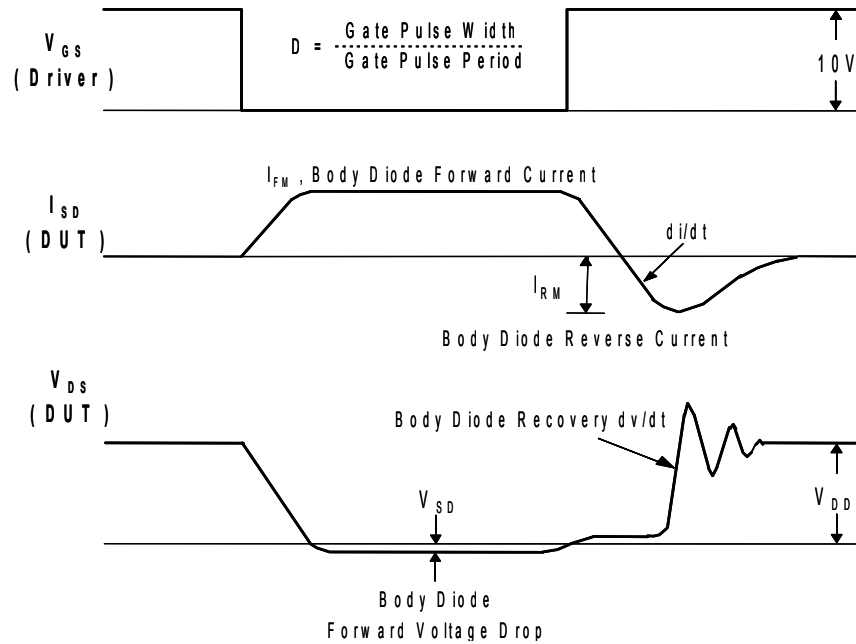 V GS
( Driver )
D = Gate Pulse Width
Gate Pulse Period
10V
I FM , Body Diode Forward Current
I SD
( DUT )
di/dt
I RM
Body Diode Reverse Current
V DS
( DUT )
Body Diode Recovery dv/dt
V SD
V DD
Body Diode
Forward Voltage Drop